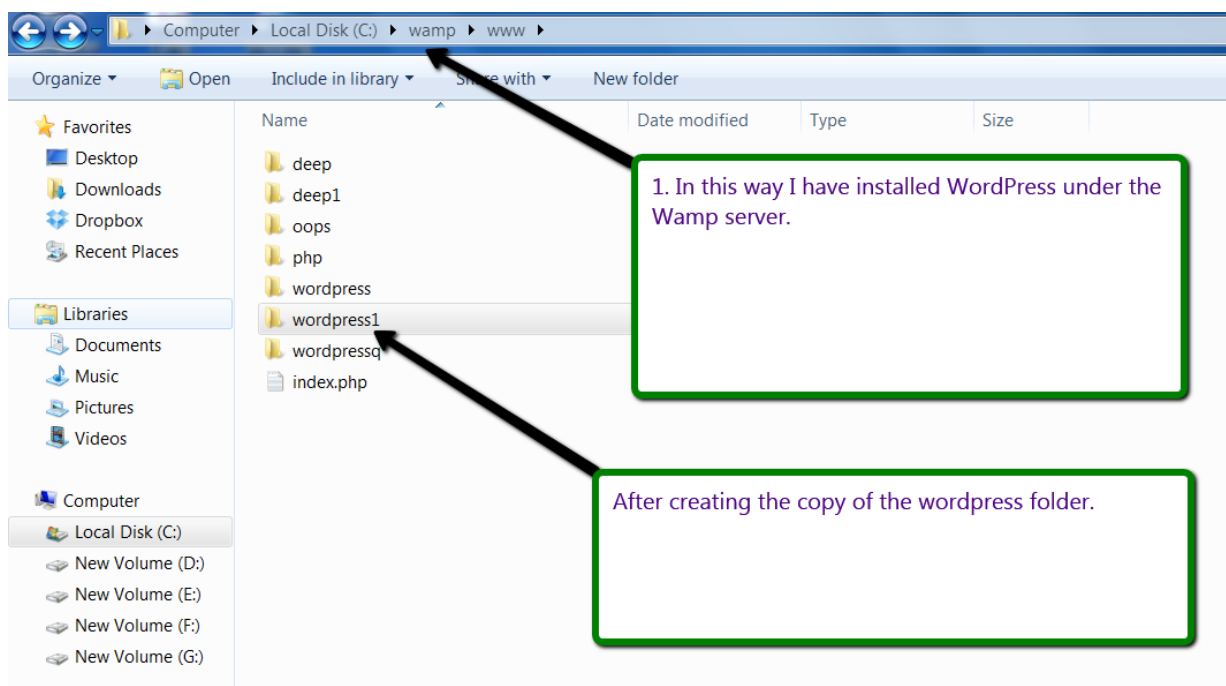 Computer Local Disk (C:) wamp www
Organize Open Include in library Share with New folder
Name Date modified Type Size
Favorites
Desktop
Downloads
Dropbox
Recent Places
Libraries
Documents
Music
Pictures
Videos
Computer
Local Disk (C:)
New Volume (D:)
New Volume (E:)
New Volume (F:)
New Volume (G:)
deep
deep1
oops
php
wordpress
wordpress1
wordpressq
index.php
1. In this way I have installed WordPress under the
Wamp server.
After creating the copy of the wordpress folder.